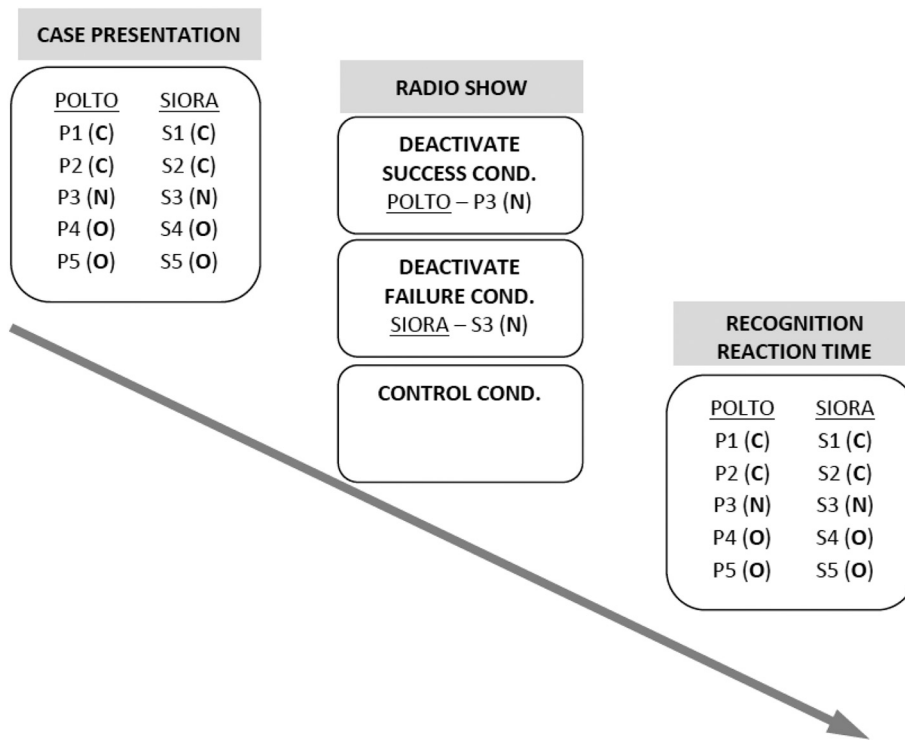 CASE PRESENTATION
POLTO SIORA
P1 (C) S1 (C)
P2 (C) S2 (C)
P3 (N) S3 (N)
P4 (O) S4 (O)
P5 (O) S5 (O)
RADIO SHOW
DEACTIVATE
SUCCESS COND.
POLTO – P3 (N)
DEACTIVATE
FAILURE COND.
SIORA – S3 (N)
CONTROL COND.
RECOGNITION
REACTION TIME
POLTO SIORA
P1 (C) S1 (C)
P2 (C) S2 (C)
P3 (N) S3 (N)
P4 (O) S4 (O)
P5 (O) S5 (O)